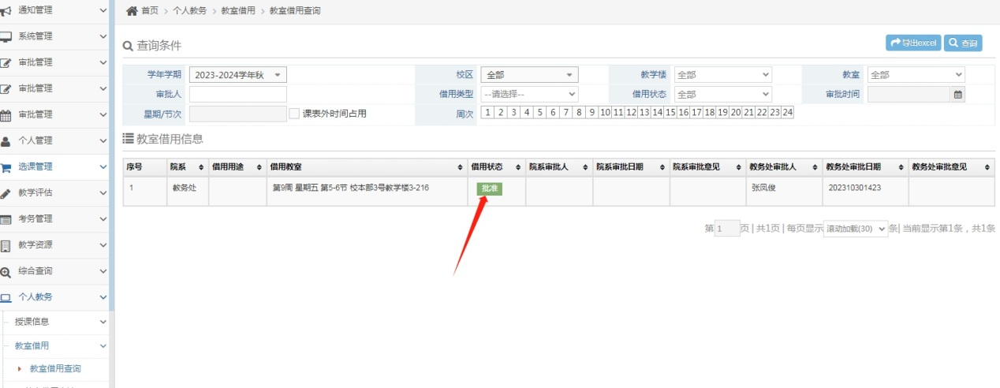 首页 > 个人教务 > 教室借用 > 教室借用查询
通知管理
系统管理
审批管理
审批管理
审批管理
个人管理
选课管理
教学评估
考务管理
教学资源
综合查询
个人教务
授课信息
教室借用
教室借用查询
查询条件 导出excel 查询
学年学期 2023-2024学年秋 校区 全部 教学楼 全部 教室 全部
审批人 借用类型 --请选择-- 借用状态 全部 审批时间
星期/节次 课表外时间占用 周次 1 2 3 4 5 6 7 8 9 10 11 12 13 14 15 16 17 18 19 20 21 22 23 24
教室借用信息
序号 院系 借用用途 借用教室 借用状态 院系审批人 院系审批日期 院系审批意见 教务处审批人 教务处审批日期 教务处审批意见
1 教务处 第9周 星期五 第5-6节 校本部3号教学楼3-216 批准 张凤俊 202310301423
第 1 页 | 共1页 | 每页显示 滚动加载(30) 条| 当前显示第1条，共1条